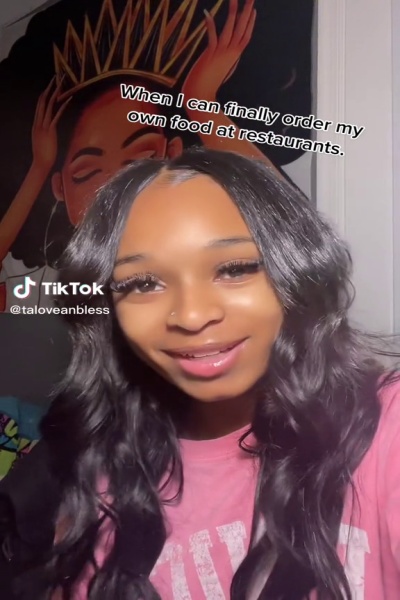 When I can finally order my
own food at restaurants.
TikTok
@taloveanbless